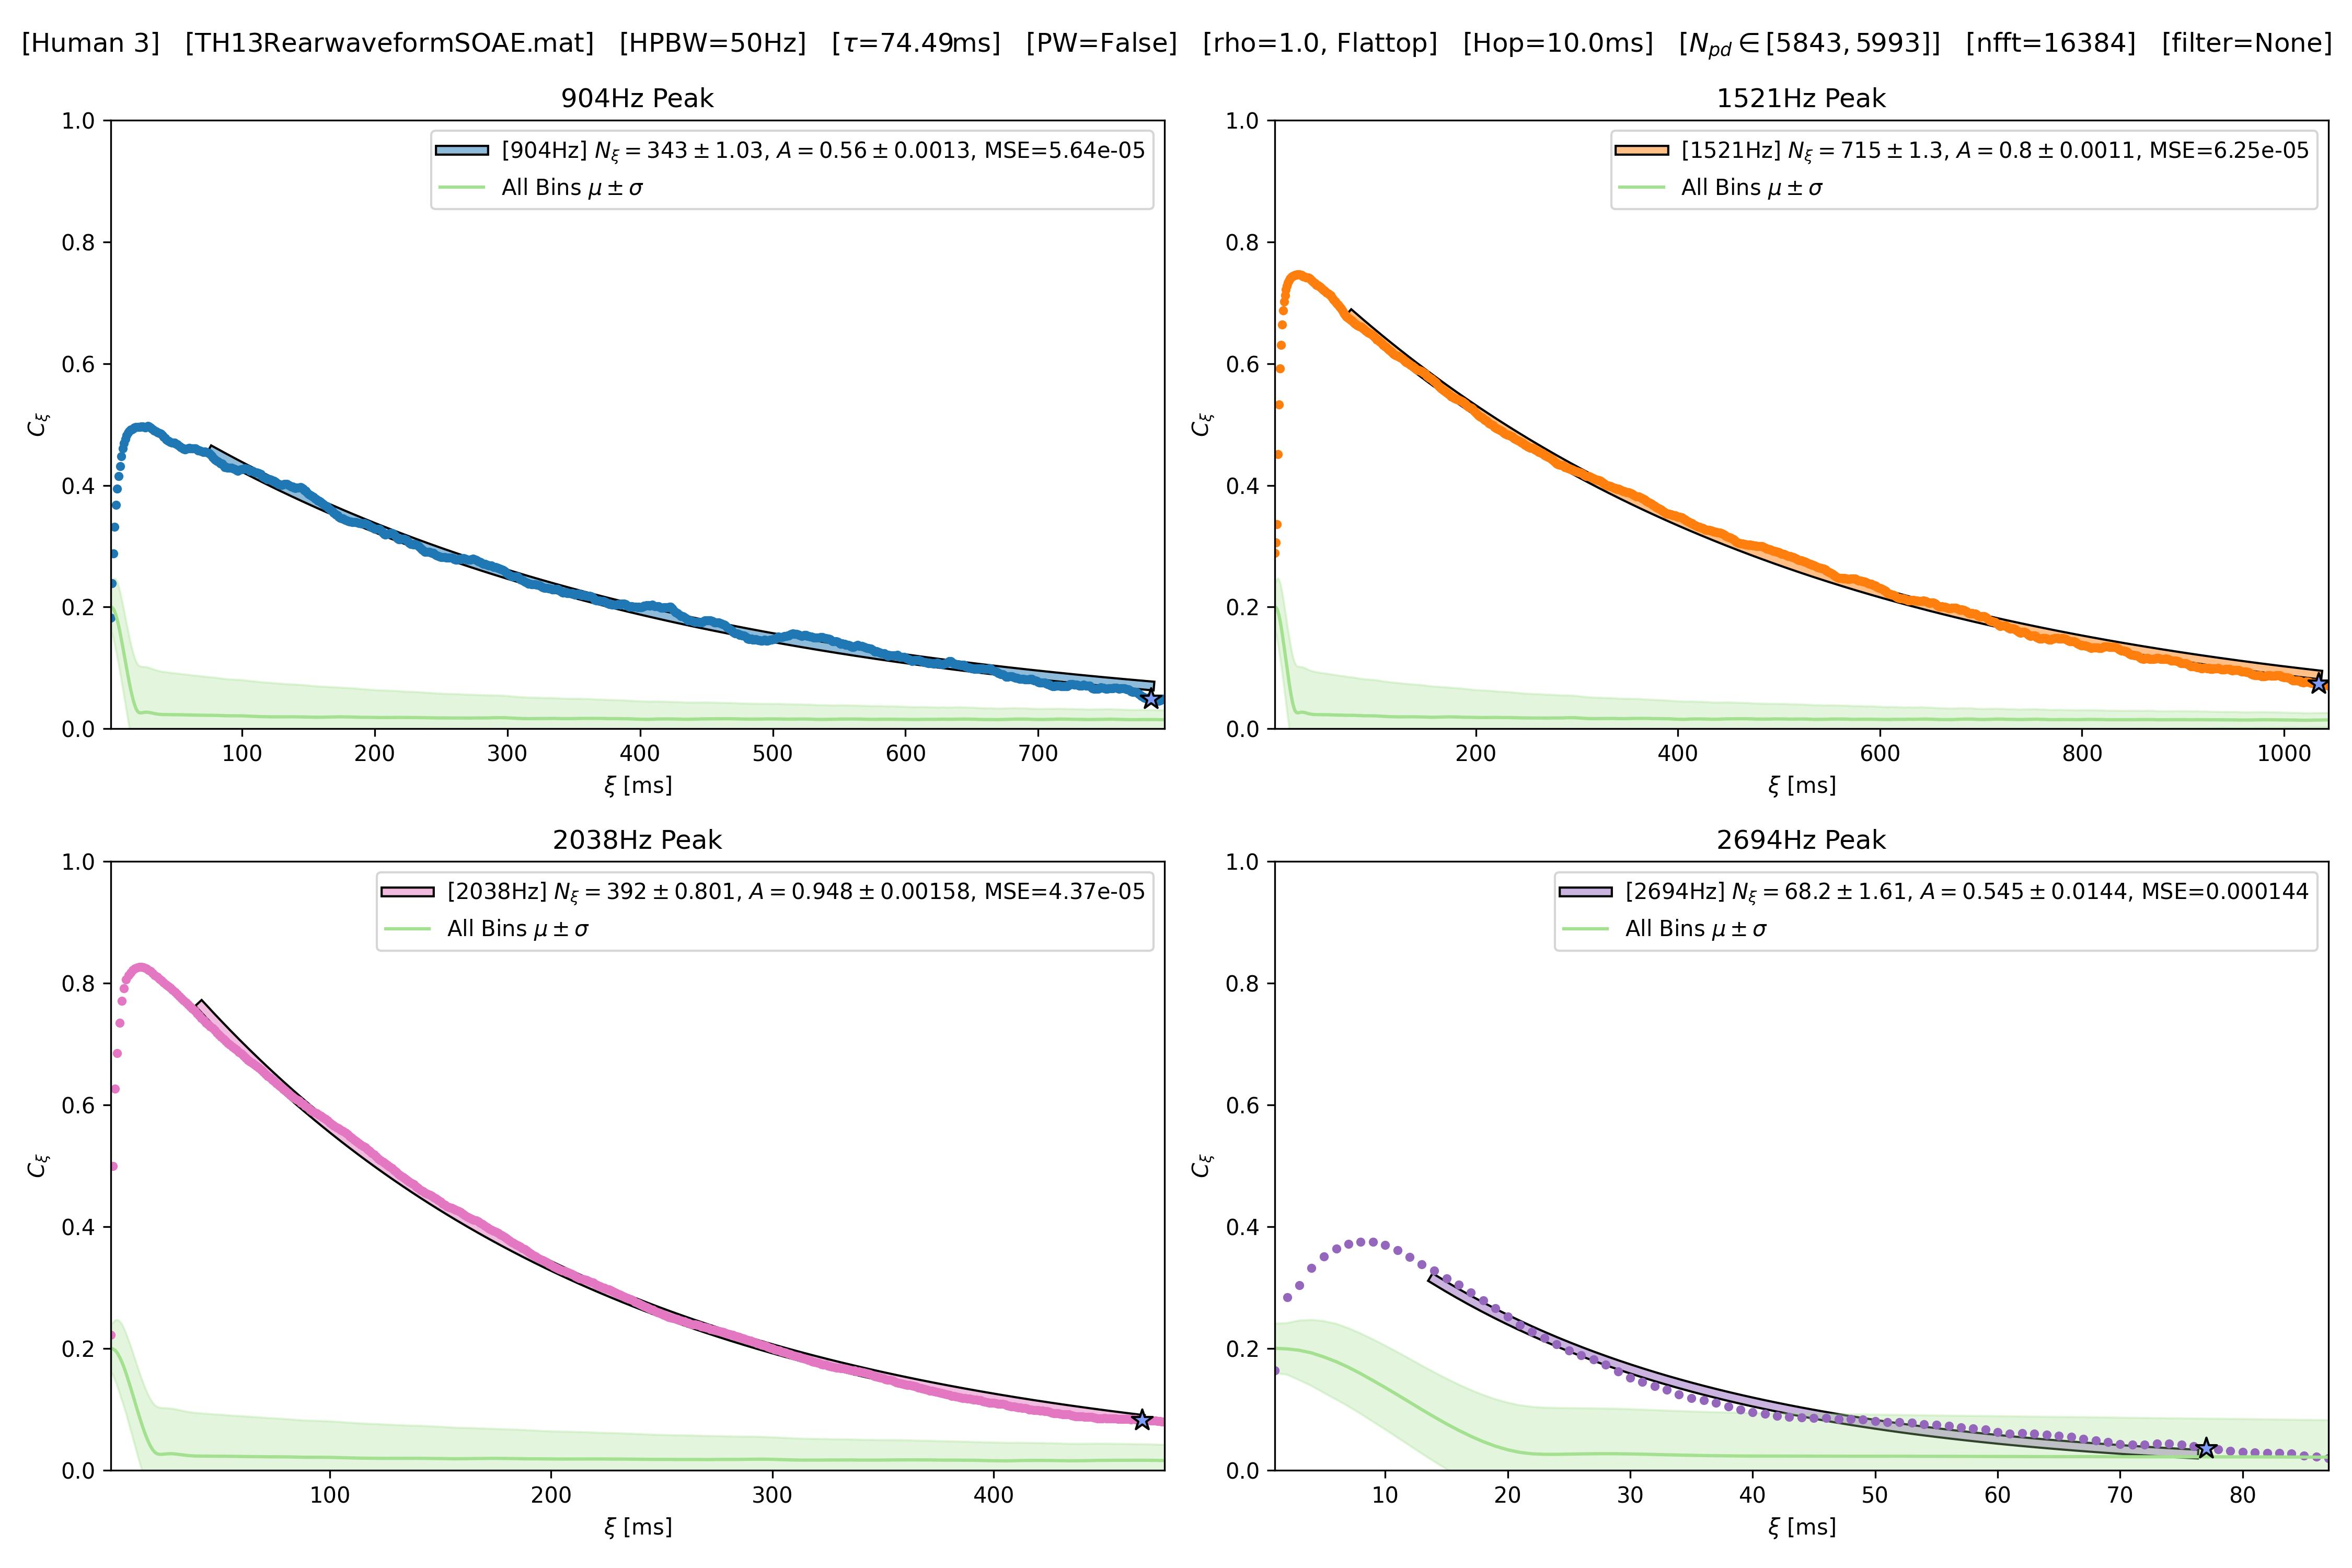 [Human 3] [TH13RearwaveformSOAE.mat] [HPBW=50Hz] [τ=74.49ms] [PW=False] [rho=1.0, Flattop] [Hop=10.0ms] [N_pd ∈ [5843, 5993]] [nfft=16384] [filter=None]
904Hz Peak
[904Hz] N_ξ = 343 ± 1.03, A = 0.56 ± 0.0013, MSE=5.64e-05
All Bins μ ± σ
1.0
0.8
0.6
0.4
0.2
0.0
C_ξ
100 200 300 400 500 600 700
ξ [ms]
1521Hz Peak
[1521Hz] N_ξ = 715 ± 1.3, A = 0.8 ± 0.0011, MSE=6.25e-05
All Bins μ ± σ
1.0
0.8
0.6
0.4
0.2
0.0
C_ξ
200 400 600 800 1000
ξ [ms]
2038Hz Peak
[2038Hz] N_ξ = 392 ± 0.801, A = 0.948 ± 0.00158, MSE=4.37e-05
All Bins μ ± σ
1.0
0.8
0.6
0.4
0.2
0.0
C_ξ
100 200 300 400
ξ [ms]
2694Hz Peak
[2694Hz] N_ξ = 68.2 ± 1.61, A = 0.545 ± 0.0144, MSE=0.000144
All Bins μ ± σ
1.0
0.8
0.6
0.4
0.2
0.0
C_ξ
10 20 30 40 50 60 70 80
ξ [ms]